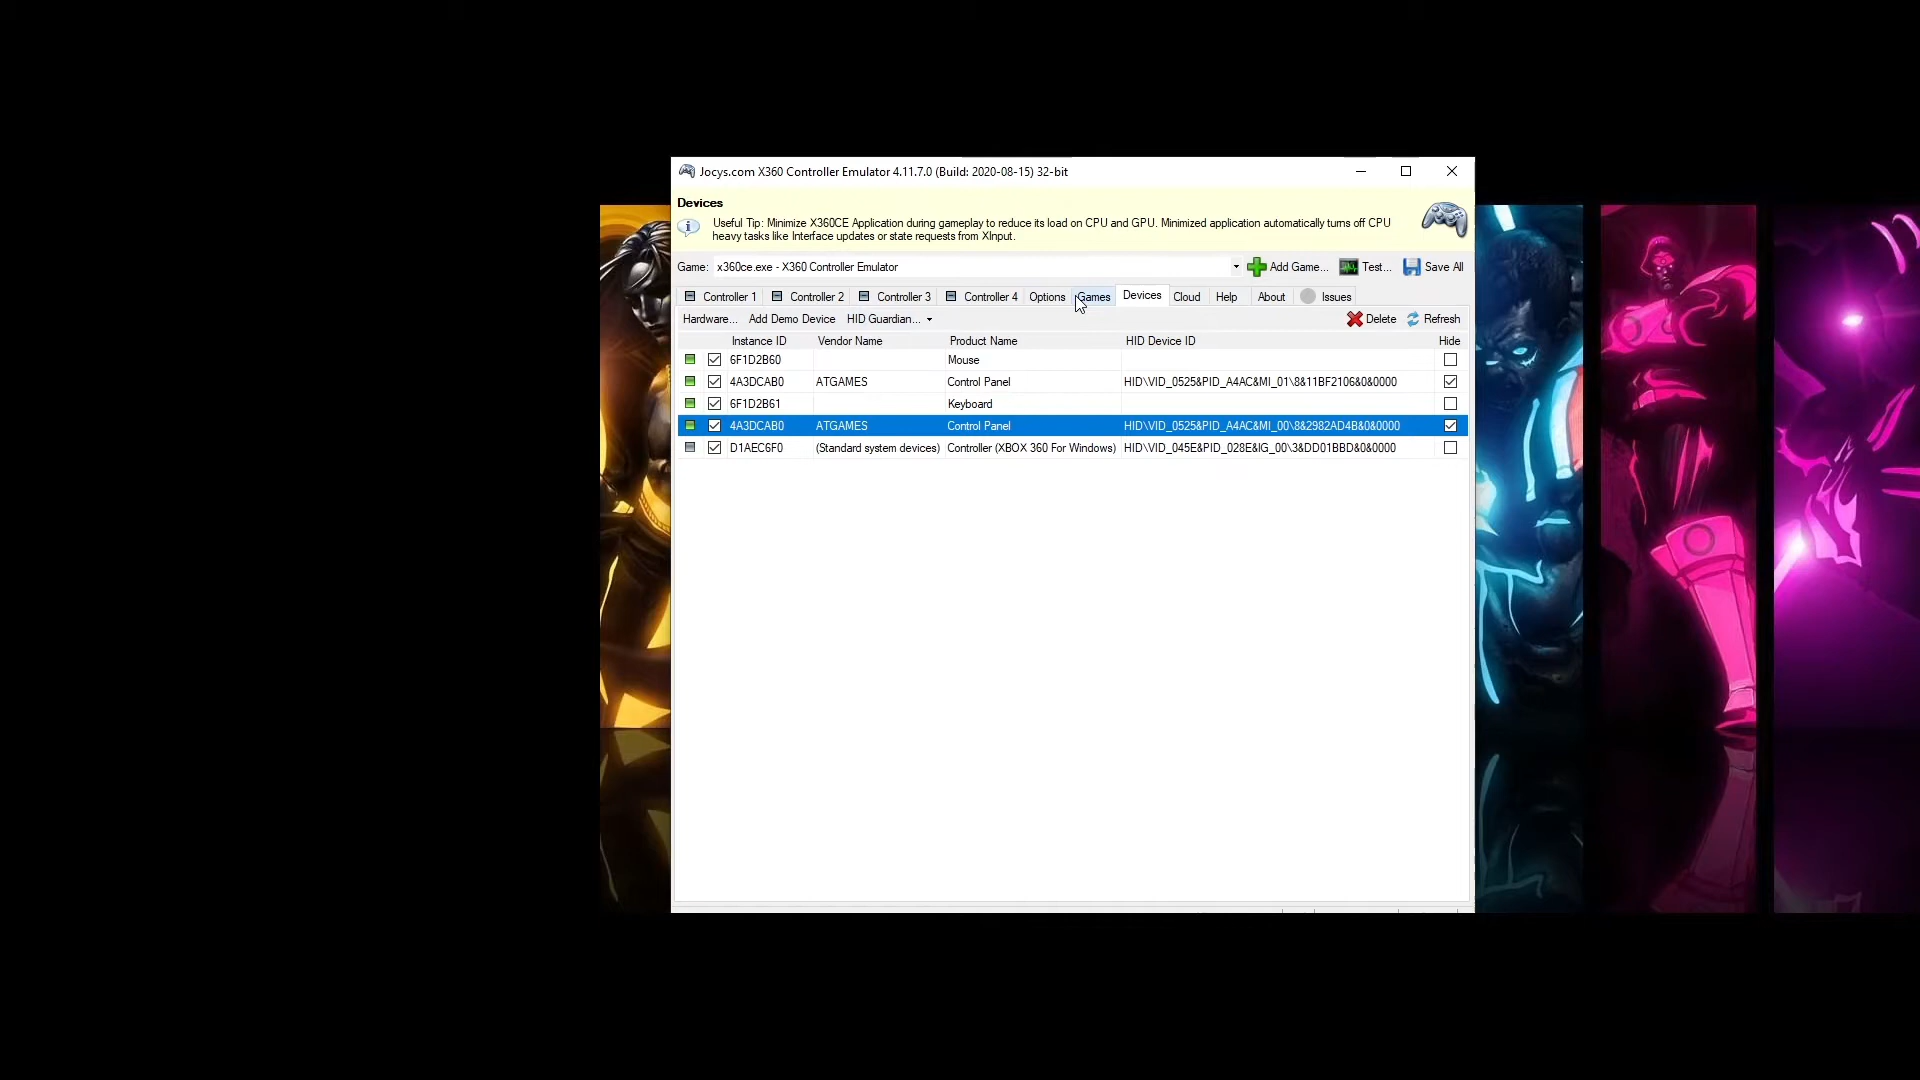 Jocys.com X360 Controller Emulator 4.11.7.0 (Build: 2020-08-15) 32-bit
Devices
Useful Tip: Minimize X360CE Application during gameplay to reduce its load on CPU and GPU. Minimized application automatically turns off CPU
heavy tasks like Interface updates or state requests from XInput.
Game: x360ce.exe - X360 Controller Emulator Add Game... Test... Save All
Controller 1 Controller 2 Controller 3 Controller 4 Options Games Devices Cloud Help About Issues
Hardware... Add Demo Device HID Guardian... Delete Refresh
Instance ID Vendor Name Product Name HID Device ID Hide
6F1D2B60 Mouse
4A3DCAB0 ATGAMES Control Panel HID\VID_0525&PID_A4AC&MI_01\8&11BF2106&0&0000
6F1D2B61 Keyboard
4A3DCAB0 ATGAMES Control Panel HID\VID_0525&PID_A4AC&MI_00\8&2982AD4B&0&0000
D1AEC6F0 (Standard system devices) Controller (XBOX 360 For Windows) HID\VID_045E&PID_028E&IG_00\3&DD01BBD&0&0000